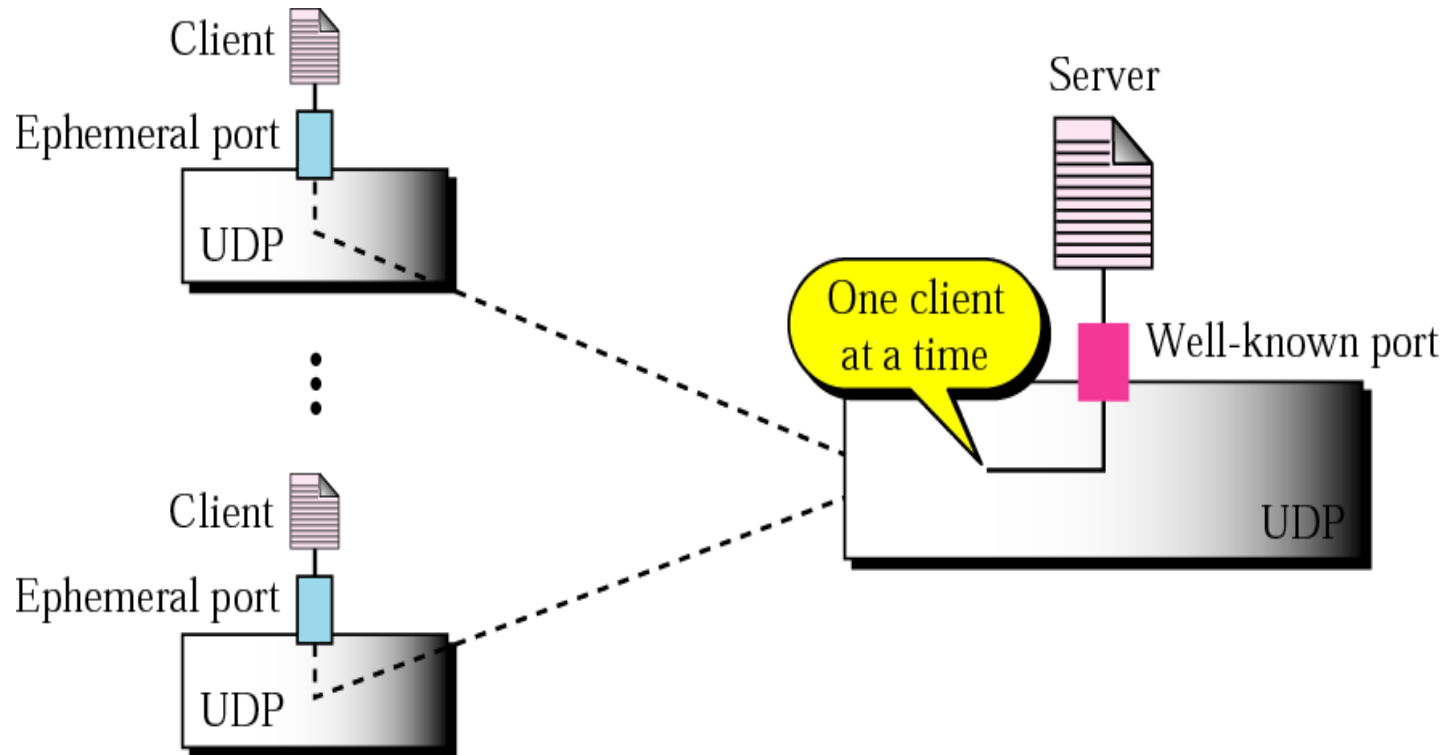 Client
Ephemeral port
UDP
Client
Ephemeral port
UDP
Server
One client
at a time
Well-known port
UDP